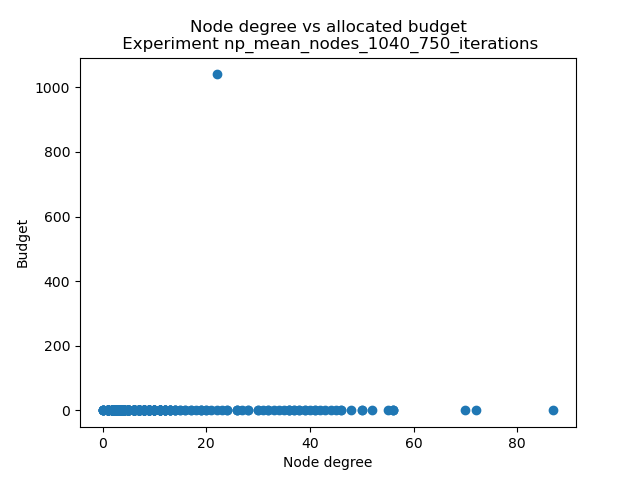 Node degree vs allocated budget
Experiment np_mean_nodes_1040_750_iterations
1000
800
600
400
200
0
Budget
0 20 40 60 80
Node degree